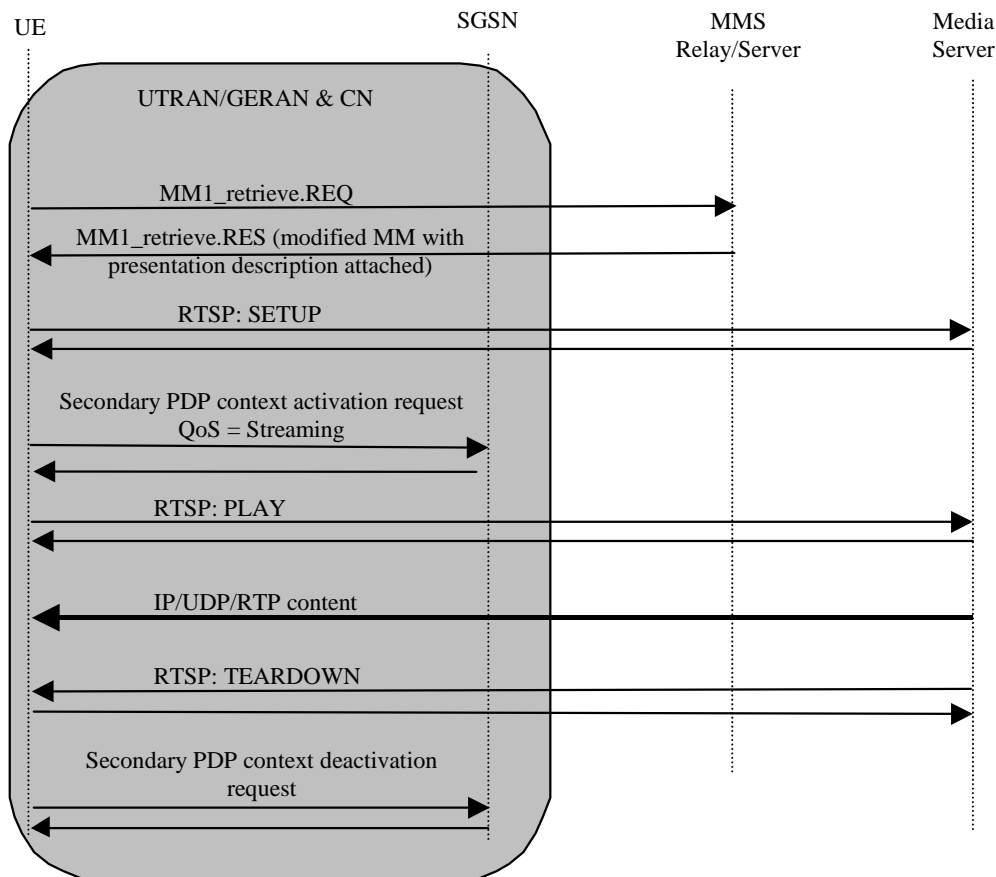 UE
SGSN
MMS
Relay/Server
Media
Server
UTRAN/GERAN & CN
MM1_retrieve.REQ
MM1_retrieve.RES (modified MM with
presentation description attached)
RTSP: SETUP
Secondary PDP context activation request
QoS = Streaming
RTSP: PLAY
IP/UDP/RTP content
RTSP: TEARDOWN
Secondary PDP context deactivation
request